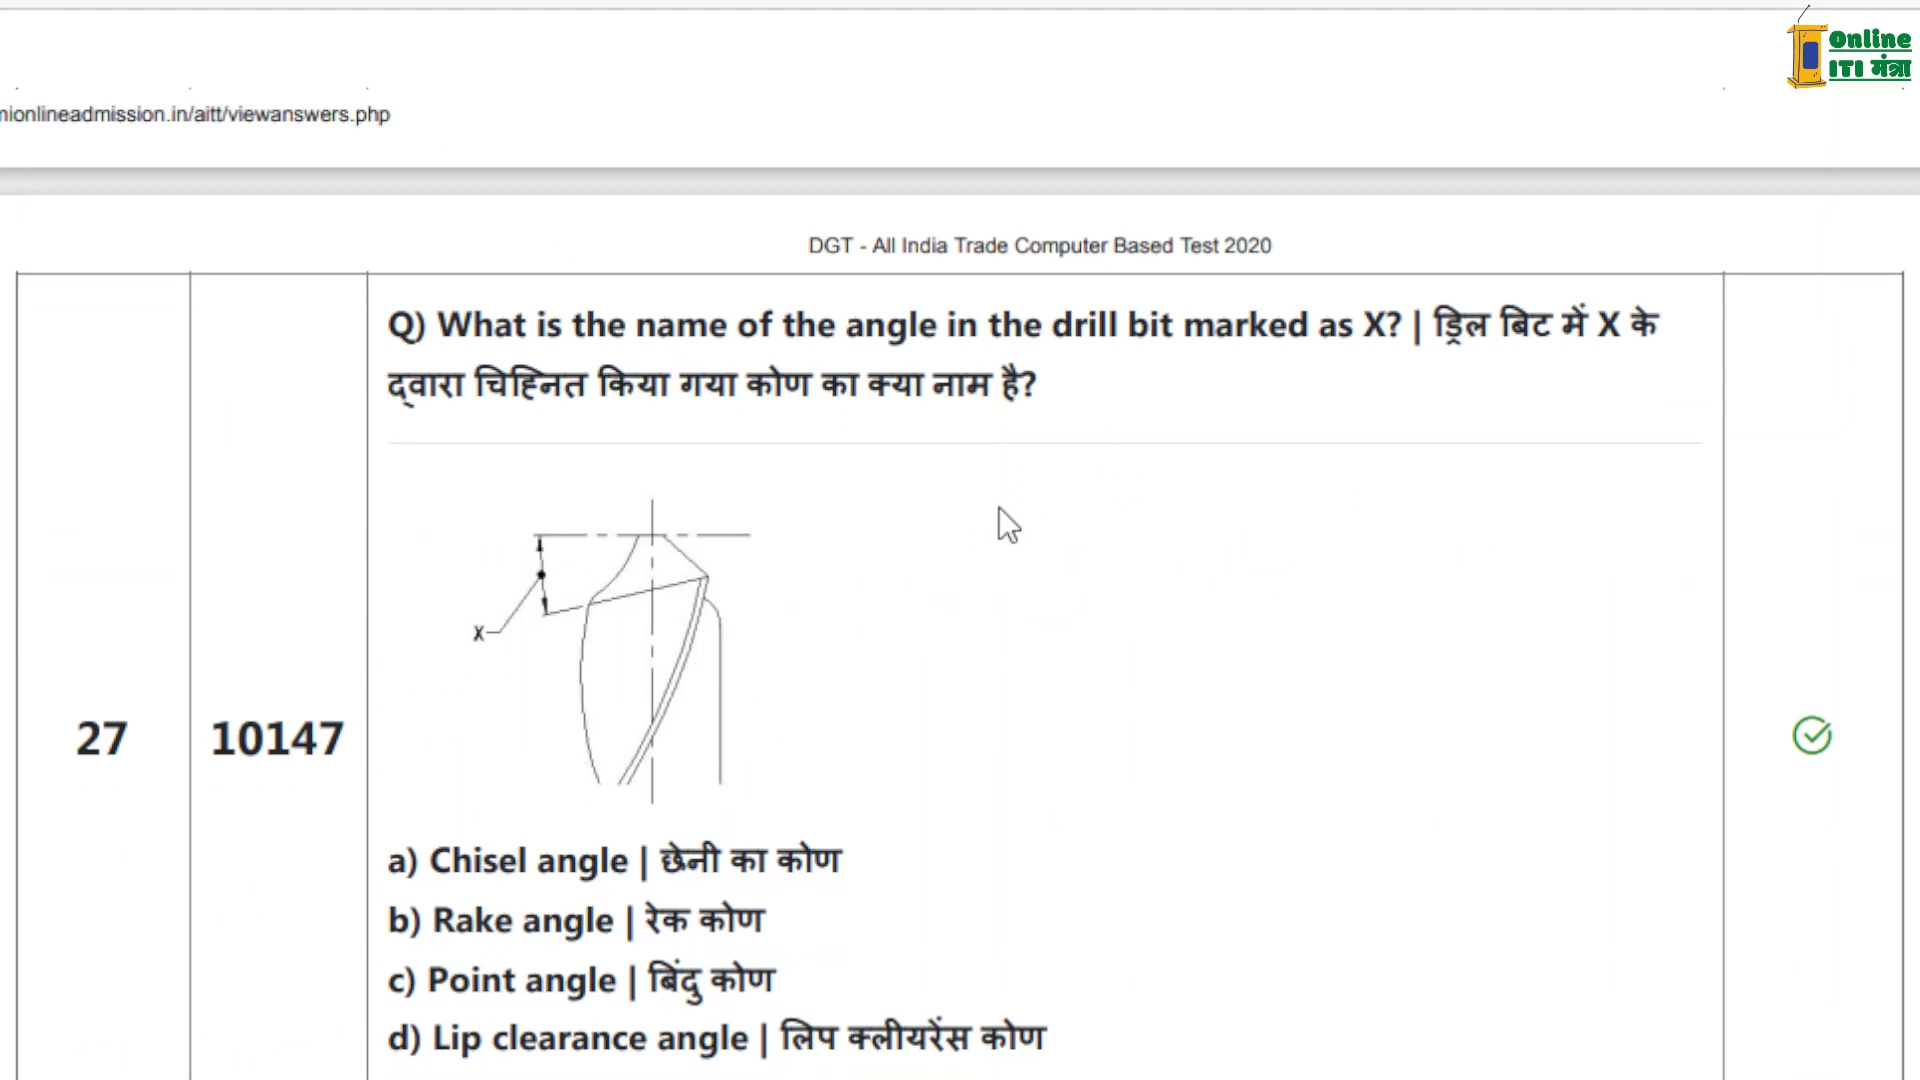 Online
ITI मंत्रा
mionlineadmission.in/aitt/viewanswers.php
DGT - All India Trade Computer Based Test 2020
Q) What is the name of the angle in the drill bit marked as X? | ड्रिल बिट में X के
द्वारा चिह्नित किया गया कोण का क्या नाम है?
X
27
10147
a) Chisel angle | छेनी का कोण
b) Rake angle | रेक कोण
c) Point angle | बिंदु कोण
d) Lip clearance angle | लिप क्लीयरेंस कोण